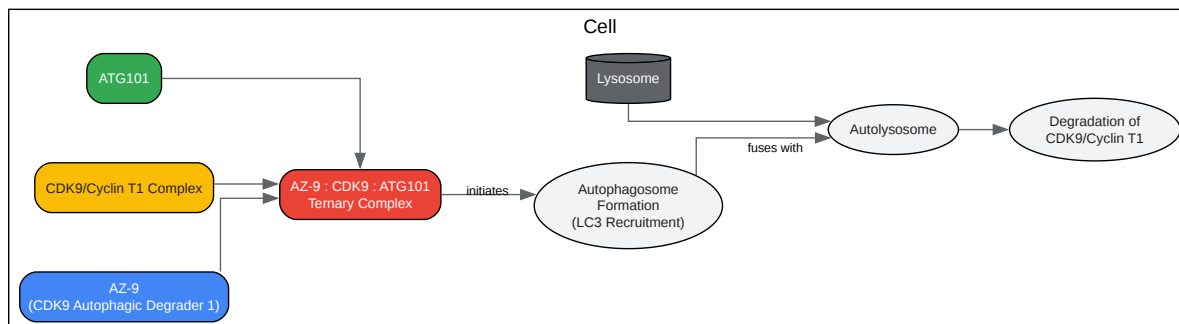 Cell
ATG101
Lysosome
Autolysosome
Degradation of
CDK9/Cyclin T1
fuses with
CDK9/Cyclin T1 Complex
AZ-9 : CDK9 : ATG101
Ternary Complex
initiates
Autophagosome
Formation
(LC3 Recruitment)
AZ-9
(CDK9 Autophagic Degrader 1)